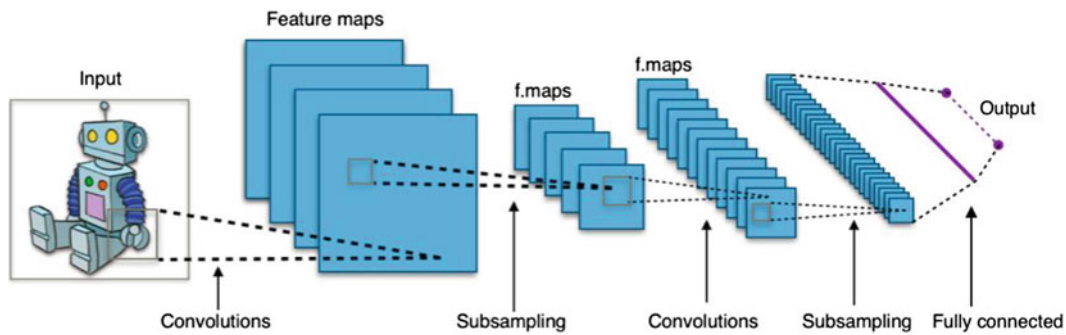 Feature maps
Input
f.maps
f.maps
Output
Convolutions
Subsampling
Convolutions
Subsampling
Fully connected